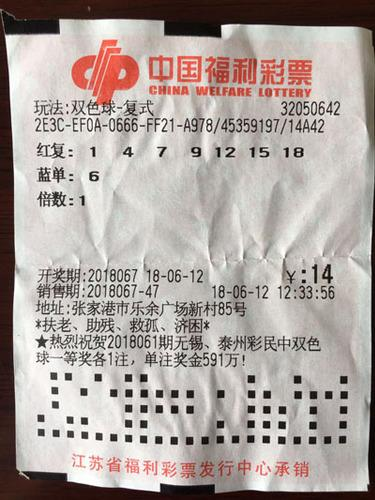 中国福利彩票
CHINA WELFARE LOTTERY
玩法:双色球-复式 32050642
2E3C-EF0A-0666-FF21-A978/45359197/14A42
红复: 1 4 7 9 12 15 18
蓝单: 6
倍数:1
开奖期:2018067 18-06-12 ¥:14
销售期:2018067-47 18-06-12 12:33:56
地址:张家港市乐余广场新村85号
*扶老、助残、救孤、济困*
★热烈祝贺2018061期无锡、泰州彩民中双色
球一等奖各1注,单注奖金591万!
江苏省福利彩票发行中心承销